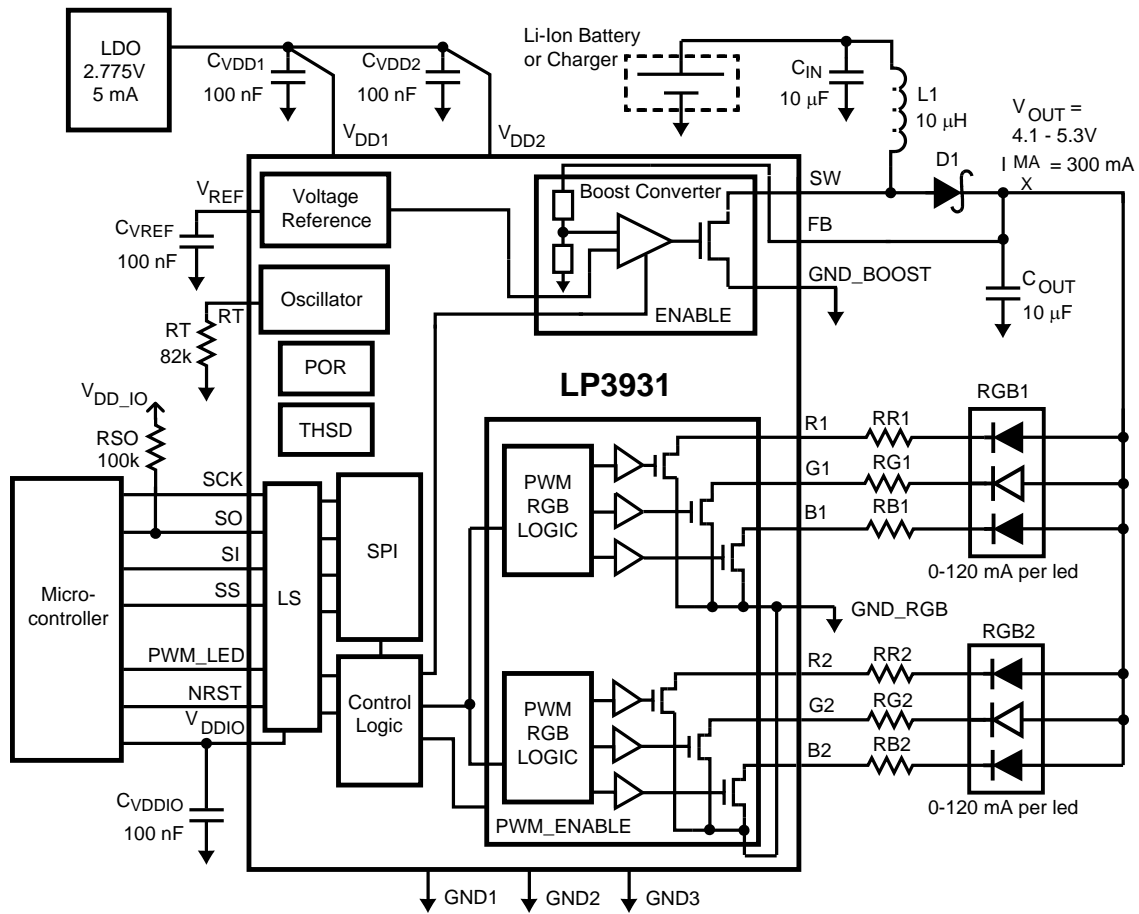 LDO
2.775V
5 mA
CVDD1
100 nF
CVDD2
100 nF
VDD1
VDD2
Li-Ion Battery
or Charger
CIN
10 µF
L1
10 µH
VOUT =
4.1 - 5.3V
I MAX = 300 mA
D1
SW
FB
GND_BOOST
COUT
10 µF
VREF
CVREF
100 nF
Voltage
Reference
Boost Converter
ENABLE
Oscillator
RT
RT
82k
POR
THSD
LP3931
VDD_IO
RSO
100k
Micro-
controller
SCK
SO
SI
SS
PWM_LED
NRST
VDDIO
CVDDIO
100 nF
LS
SPI
Control
Logic
PWM
RGB
LOGIC
R1
RR1
G1
RG1
B1
RB1
RGB1
0-120 mA per led
GND_RGB
PWM
RGB
LOGIC
R2
RR2
G2
RG2
B2
RB2
RGB2
0-120 mA per led
PWM_ENABLE
GND1
GND2
GND3